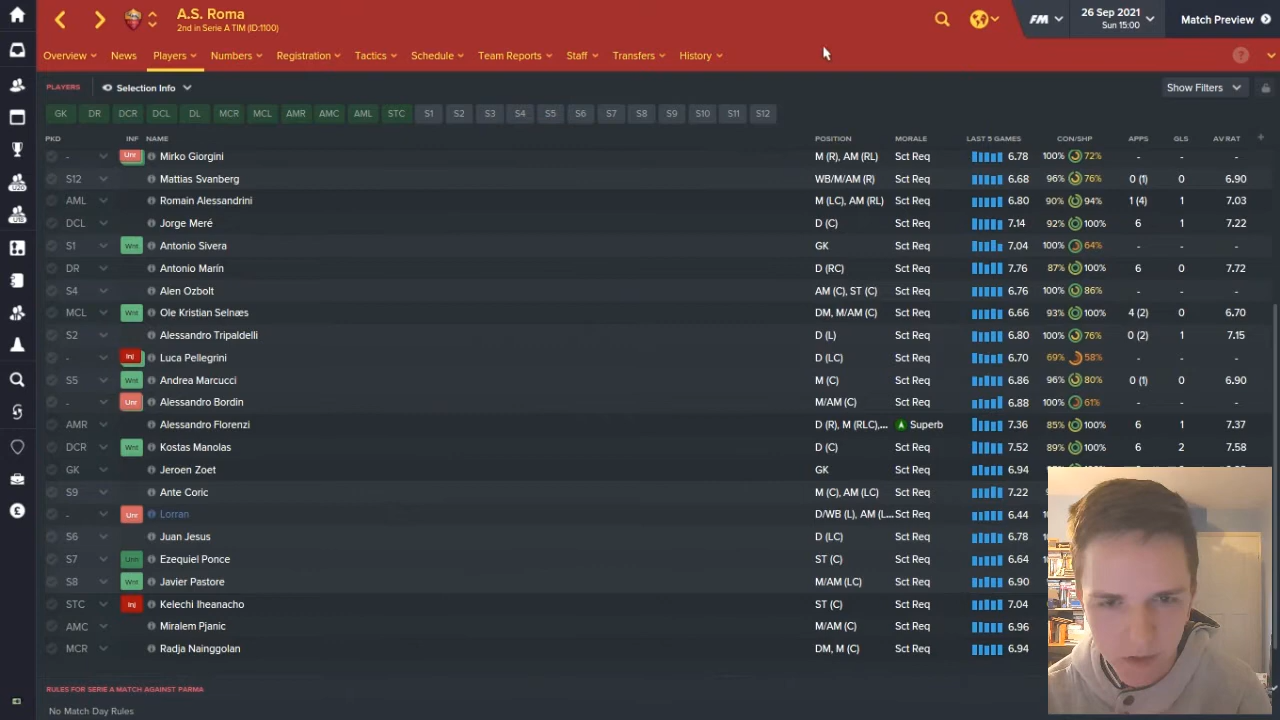 A.S. Roma
2nd in Serie A TIM (ID:1100)
FM
26 Sep 2021
Sun 15:00
Match Preview
Overview News Players Numbers Registration Tactics Schedule Team Reports Staff Transfers History
PLAYERS Selection Info Show Filters
GK DR DCR DCL DL MCR MCL AMR AMC AML STC S1 S2 S3 S4 S5 S6 S7 S8 S9 S10 S11 S12
PKD INF NAME POSITION MORALE LAST 5 GAMES CON/SHP APPS GLS AV RAT
- Unr Mirko Giorgini M (R), AM (RL) Sct Req 6.78 100% 72% - - -
S12 Mattias Svanberg WB/M/AM (R) Sct Req 6.68 96% 76% 0 (1) 0 6.90
AML Romain Alessandrini M (LC), AM (RL) Sct Req 6.80 90% 94% 1 (4) 1 7.03
DCL Jorge Meré D (C) Sct Req 7.14 92% 100% 6 1 7.22
S1 Wnt Antonio Sivera GK Sct Req 7.04 100% 64% - - -
DR Antonio Marín D (RC) Sct Req 7.76 87% 100% 6 0 7.72
S4 Alen Ozbolt AM (C), ST (C) Sct Req 6.76 100% 86% - - -
MCL Wnt Ole Kristian Selnæs DM, M/AM (C) Sct Req 6.66 93% 100% 4 (2) 0 6.70
S2 Alessandro Tripaldelli D (L) Sct Req 6.80 100% 76% 0 (2) 1 7.15
- Inj Luca Pellegrini D (LC) Sct Req 6.70 69% 58% - - -
S5 Wnt Andrea Marcucci M (C) Sct Req 6.86 96% 80% 0 (1) 0 6.90
- Unr Alessandro Bordin M/AM (C) Sct Req 6.88 100% 61% - - -
AMR Alessandro Florenzi D (R), M (RLC),... Superb 7.36 85% 100% 6 1 7.37
DCR Wnt Kostas Manolas D (C) Sct Req 7.52 89% 100% 6 2 7.58
GK Jeroen Zoet GK Sct Req 6.94
S9 Ante Coric M (C), AM (LC) Sct Req 7.22
- Unr Lorran D/WB (L), AM (L... Sct Req 6.44
S6 Juan Jesus D (LC) Sct Req 6.78
S7 Unh Ezequiel Ponce ST (C) Sct Req 6.64
S8 Wnt Javier Pastore M/AM (LC) Sct Req 6.90
STC Inj Kelechi Iheanacho ST (C) Sct Req 7.04
AMC Miralem Pjanic M/AM (C) Sct Req 6.96
MCR Radja Nainggolan DM, M (C) Sct Req 6.94
RULES FOR SERIE A MATCH AGAINST PARMA
No Match Day Rules